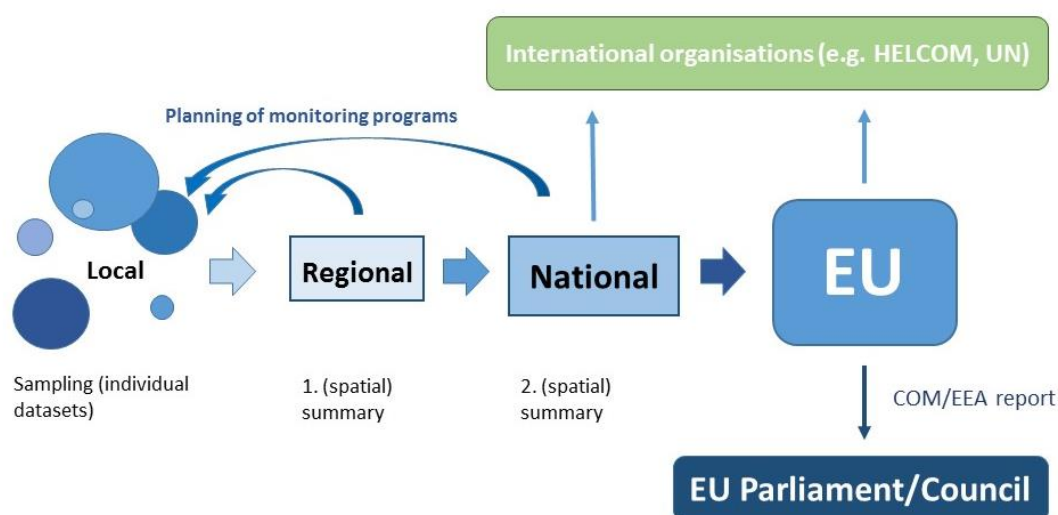 International organisations (e.g. HELCOM, UN)
Planning of monitoring programs
Local
Regional
National
EU
Sampling (individual
datasets)
1. (spatial)
summary
2. (spatial)
summary
COM/EEA report
EU Parliament/Council